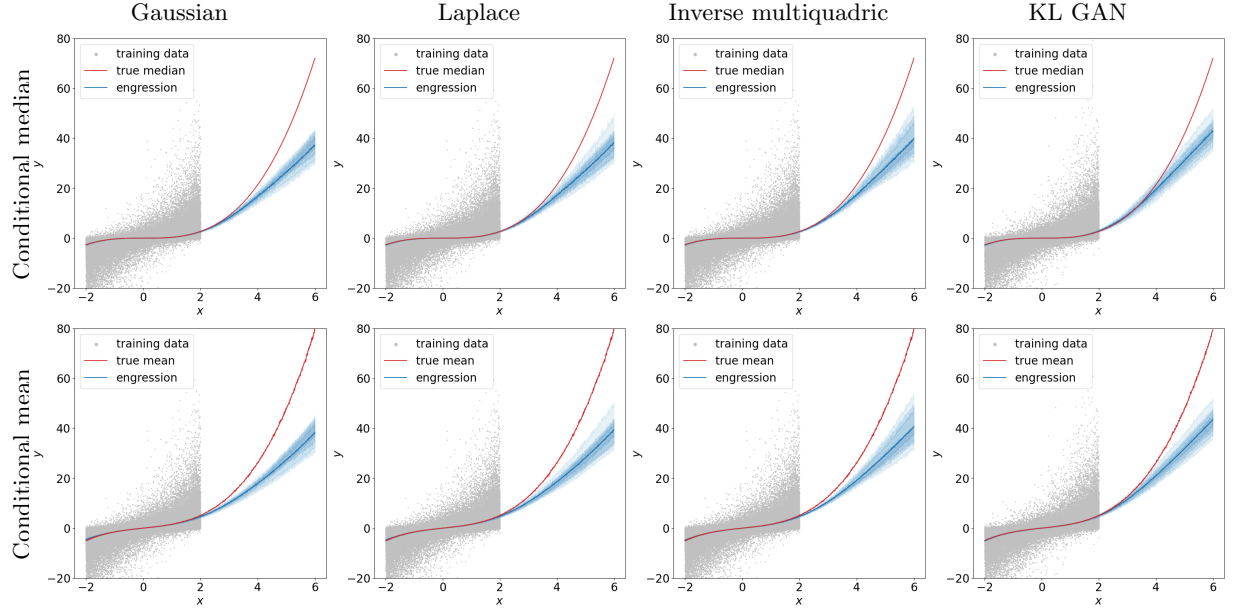 Gaussian
Laplace
Inverse multiquadric
KL GAN
Conditional median
80
60
40
20
0
−20
y
−2
0
2
4
6
x
training data
true median
engression
80
60
40
20
0
−20
y
−2
0
2
4
6
x
training data
true median
engression
80
60
40
20
0
−20
y
−2
0
2
4
6
x
training data
true median
engression
80
60
40
20
0
−20
y
−2
0
2
4
6
x
training data
true median
engression
Conditional mean
80
60
40
20
0
−20
y
−2
0
2
4
6
x
training data
true mean
engression
80
60
40
20
0
−20
y
−2
0
2
4
6
x
training data
true mean
engression
80
60
40
20
0
−20
y
−2
0
2
4
6
x
training data
true mean
engression
80
60
40
20
0
−20
y
−2
0
2
4
6
x
training data
true mean
engression